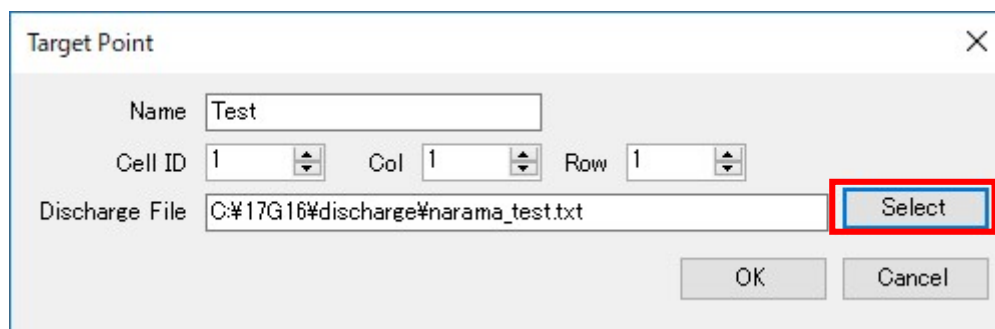 Target Point
Name Test
Cell ID 1 Col 1 Row 1
Discharge File C:¥17G16¥discharge¥narama_test.txt Select
OK Cancel